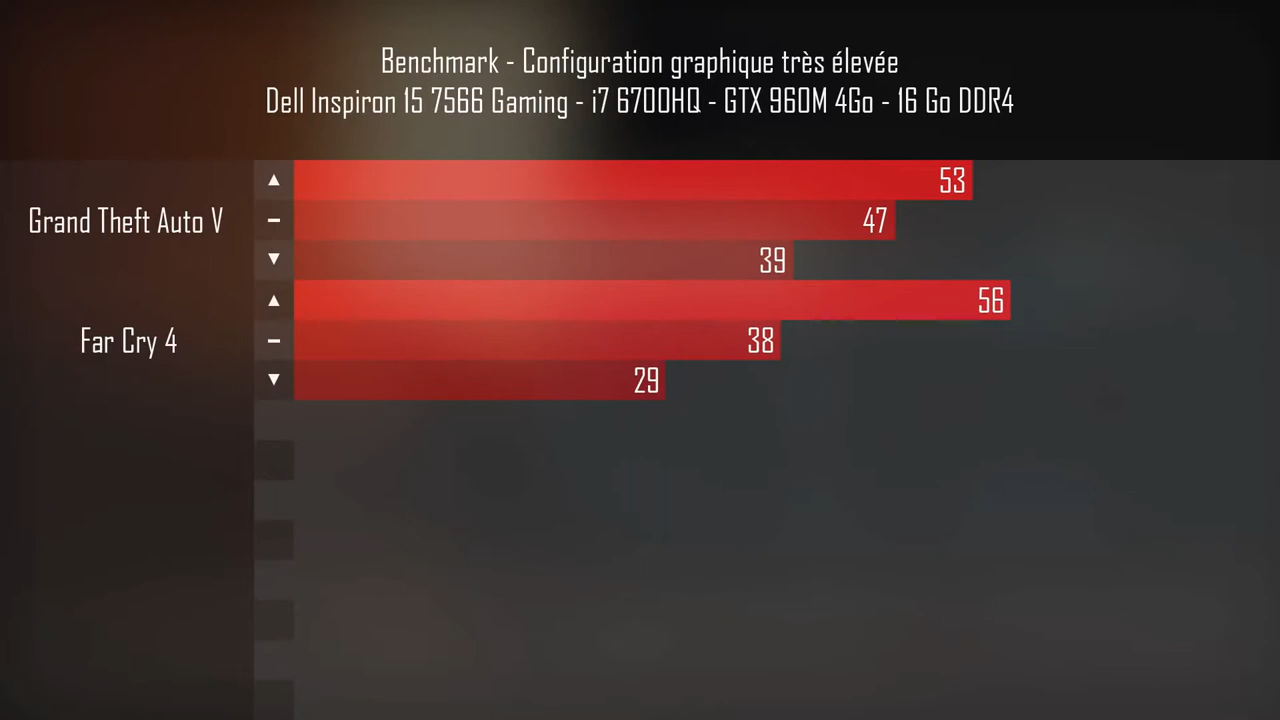 Benchmark - Configuration graphique très élevée
Dell Inspiron 15 7566 Gaming - i7 6700HQ - GTX 960M 4Go - 16 Go DDR4
▲ 53
Grand Theft Auto V - 47
▼ 39
▲ 56
Far Cry 4 - 38
▼ 29